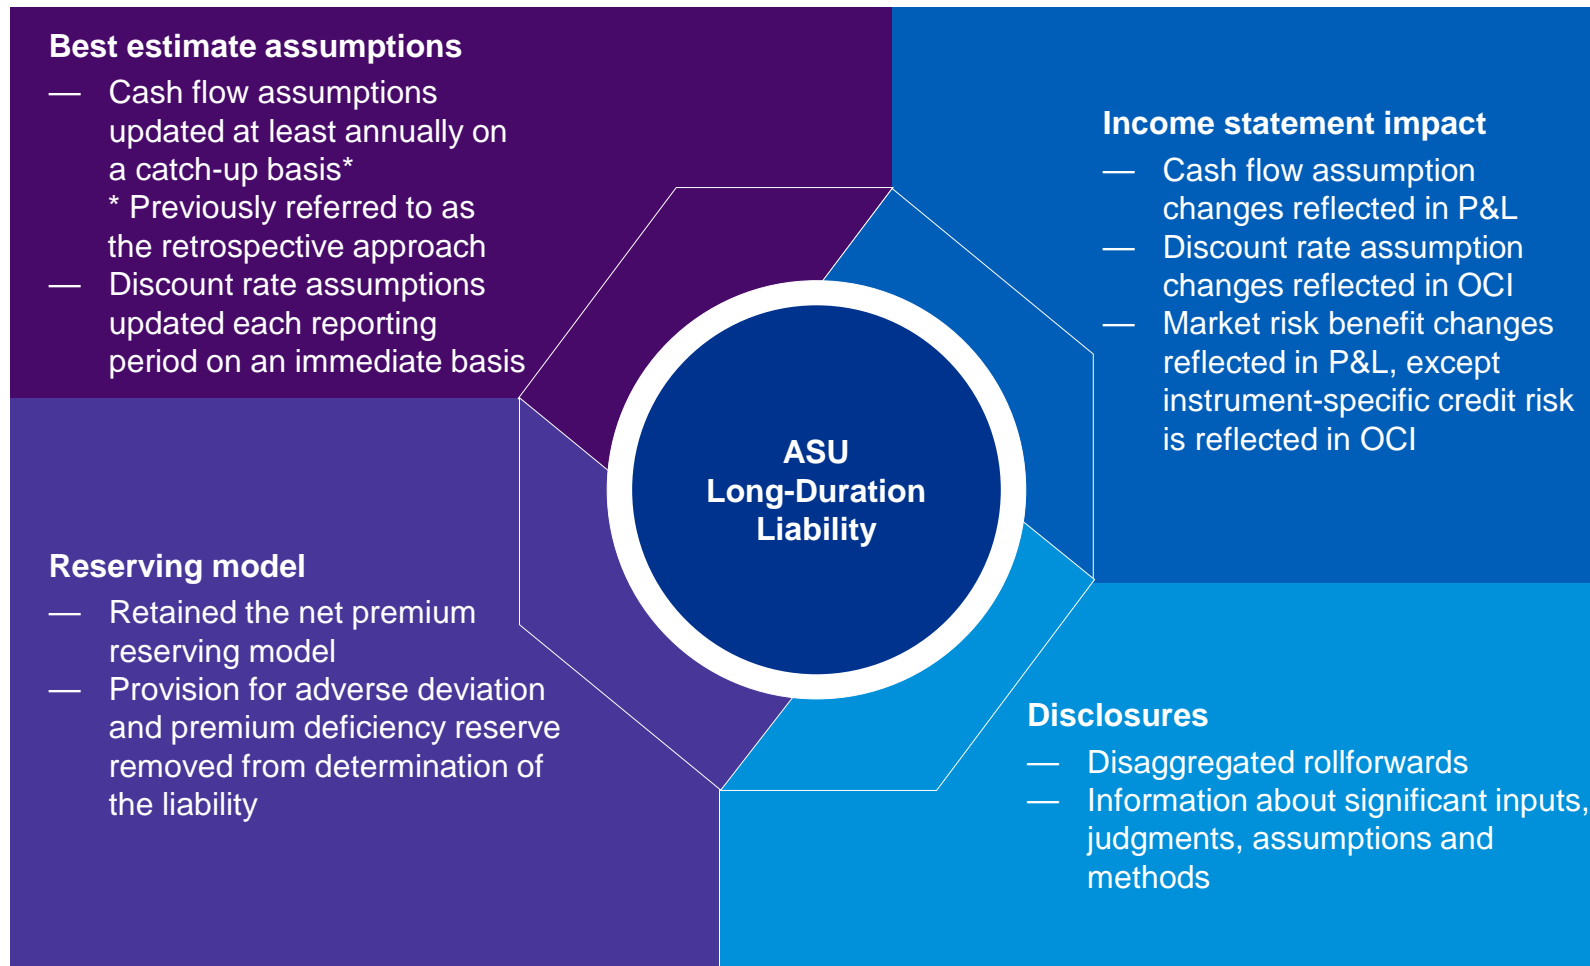 Best estimate assumptions
— Cash flow assumptions
updated at least annually on
a catch-up basis*
* Previously referred to as
the retrospective approach
— Discount rate assumptions
updated each reporting
period on an immediate basis
Income statement impact
— Cash flow assumption
changes reflected in P&L
— Discount rate assumption
changes reflected in OCI
— Market risk benefit changes
reflected in P&L, except
instrument-specific credit risk
is reflected in OCI
ASU
Long-Duration
Liability
Reserving model
— Retained the net premium
reserving model
— Provision for adverse deviation
and premium deficiency reserve
removed from determination of
the liability
Disclosures
— Disaggregated rollforwards
— Information about significant inputs,
judgments, assumptions and
methods